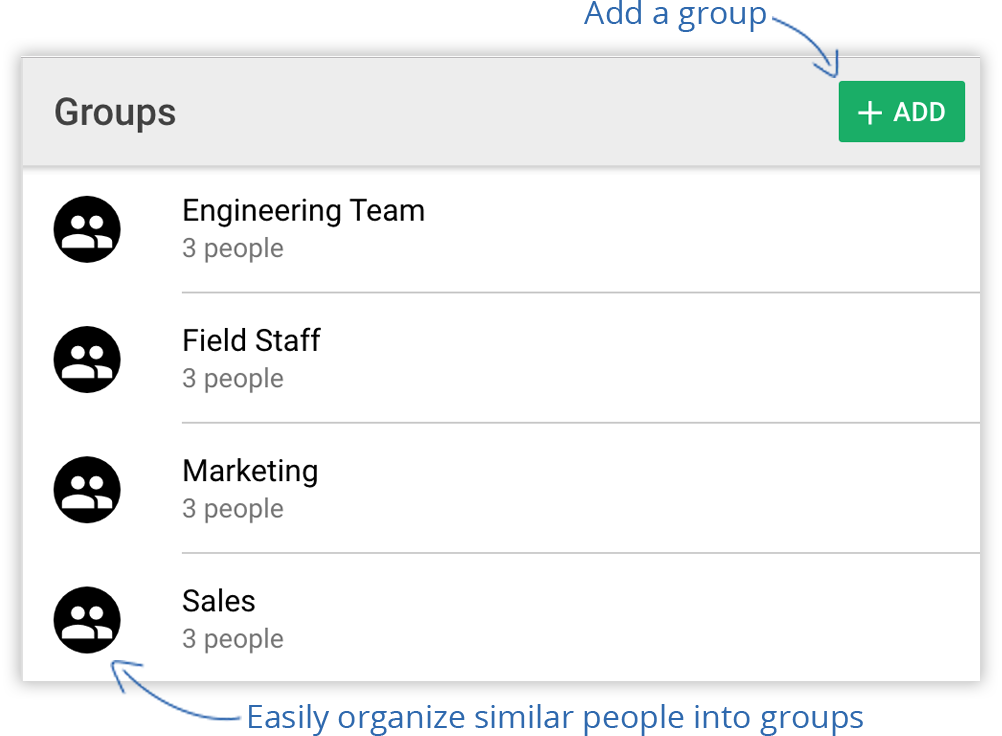 Add a group
Groups
+ ADD
Engineering Team
3 people
Field Staff
3 people
Marketing
3 people
Sales
3 people
Easily organize similar people into groups